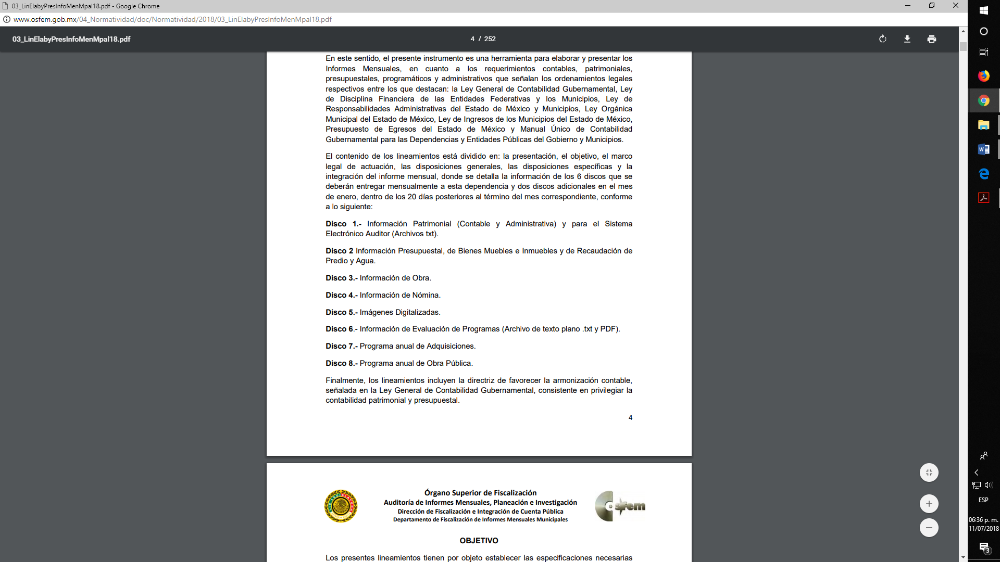 03_LinElabyPresInfoMenMpal18.pdf - Google Chrome
www.osfem.gob.mx/04_Normatividad/doc/Normatividad/2018/03_LinElabyPresInfoMenMpal18.pdf
03_LinElabyPresInfoMenMpal18.pdf
4 / 252
En este sentido, el presente instrumento es una herramienta para elaborar y presentar los
Informes Mensuales, en cuanto a los requerimientos contables, patrimoniales,
presupuestales, programáticos y administrativos que señalan los ordenamientos legales
respectivos entre los que destacan: la Ley General de Contabilidad Gubernamental, Ley
de Disciplina Financiera de las Entidades Federativas y los Municipios, Ley de
Responsabilidades Administrativas del Estado de México y Municipios, Ley Orgánica
Municipal del Estado de México, Ley de Ingresos de los Municipios del Estado de México,
Presupuesto de Egresos del Estado de México y Manual Único de Contabilidad
Gubernamental para las Dependencias y Entidades Públicas del Gobierno y Municipios.
El contenido de los lineamientos está dividido en: la presentación, el objetivo, el marco
legal de actuación, las disposiciones generales, las disposiciones específicas y la
integración del informe mensual, donde se detalla la información de los 6 discos que se
deberán entregar mensualmente a esta dependencia y dos discos adicionales en el mes
de enero, dentro de los 20 días posteriores al término del mes correspondiente, conforme
a lo siguiente:
Disco 1.- Información Patrimonial (Contable y Administrativa) y para el Sistema
Electrónico Auditor (Archivos txt).
Disco 2 Información Presupuestal, de Bienes Muebles e Inmuebles y de Recaudación de
Predio y Agua.
Disco 3.- Información de Obra.
Disco 4.- Información de Nómina.
Disco 5.- Imágenes Digitalizadas.
Disco 6.- Información de Evaluación de Programas (Archivo de texto plano .txt y PDF).
Disco 7.- Programa anual de Adquisiciones.
Disco 8.- Programa anual de Obra Pública.
Finalmente, los lineamientos incluyen la directriz de favorecer la armonización contable,
señalada en la Ley General de Contabilidad Gubernamental, consistente en privilegiar la
contabilidad patrimonial y presupuestal.
4
Órgano Superior de Fiscalización
Auditoría de Informes Mensuales, Planeación e Investigación
Dirección de Fiscalización e Integración de Cuenta Pública
Departamento de Fiscalización de Informes Mensuales Municipales
osfem
OBJETIVO
Los presentes lineamientos tienen por objeto establecer las especificaciones necesarias
ESP
06:36 p. m.
11/07/2018
3